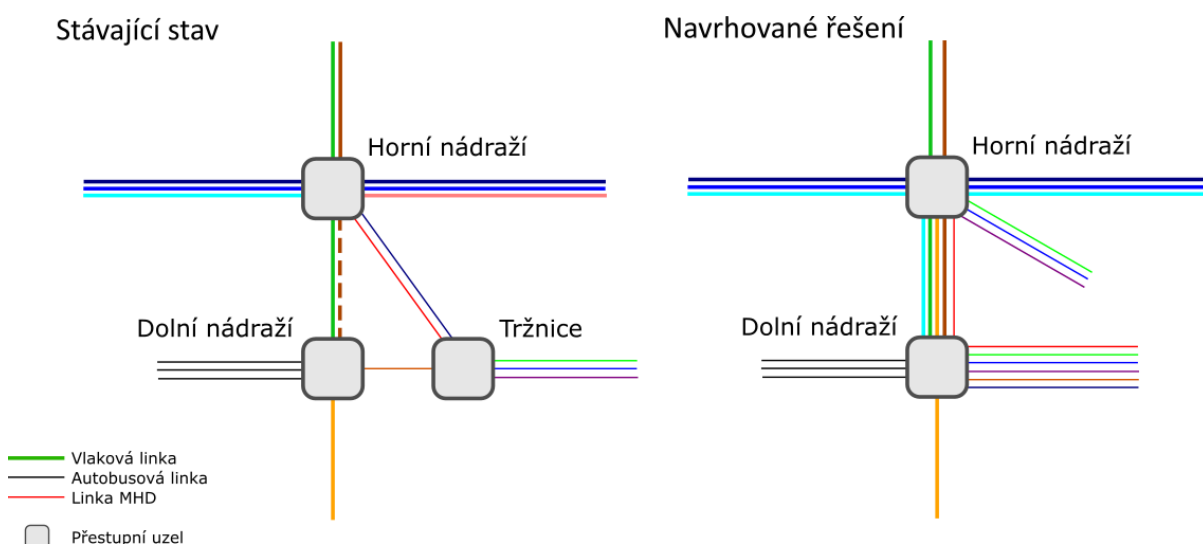 Stávající stav
Navrhované řešení
Horní nádraží
Horní nádraží
Dolní nádraží
Tržnice
Dolní nádraží
Vlaková linka
Autobusová linka
Linka MHD
Přestupní uzel